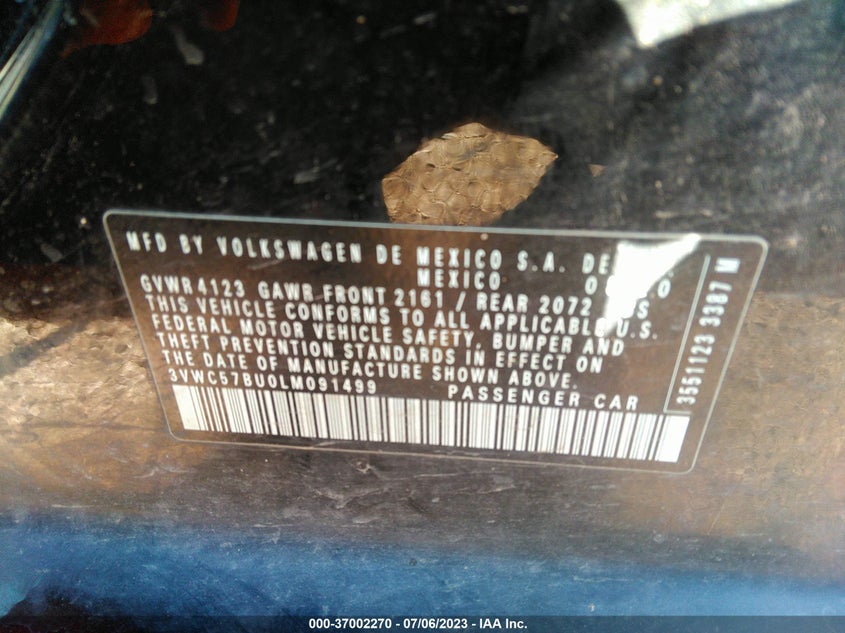 MFD BY VOLKSWAGEN DE MEXICO S.A. DE
MEXICO
GVWR 4123 GAWR FRONT 2161 / REAR 2072
THIS VEHICLE CONFORMS TO ALL APPLICABLE U.S.
FEDERAL MOTOR VEHICLE SAFETY, BUMPER AND
THEFT PREVENTION STANDARDS IN EFFECT ON
THE DATE OF MANUFACTURE SHOWN ABOVE.
3VWC57BU0LM091499 PASSENGER CAR
3551123 3387 M
000-37002270 - 07/06/2023 - IAA Inc.